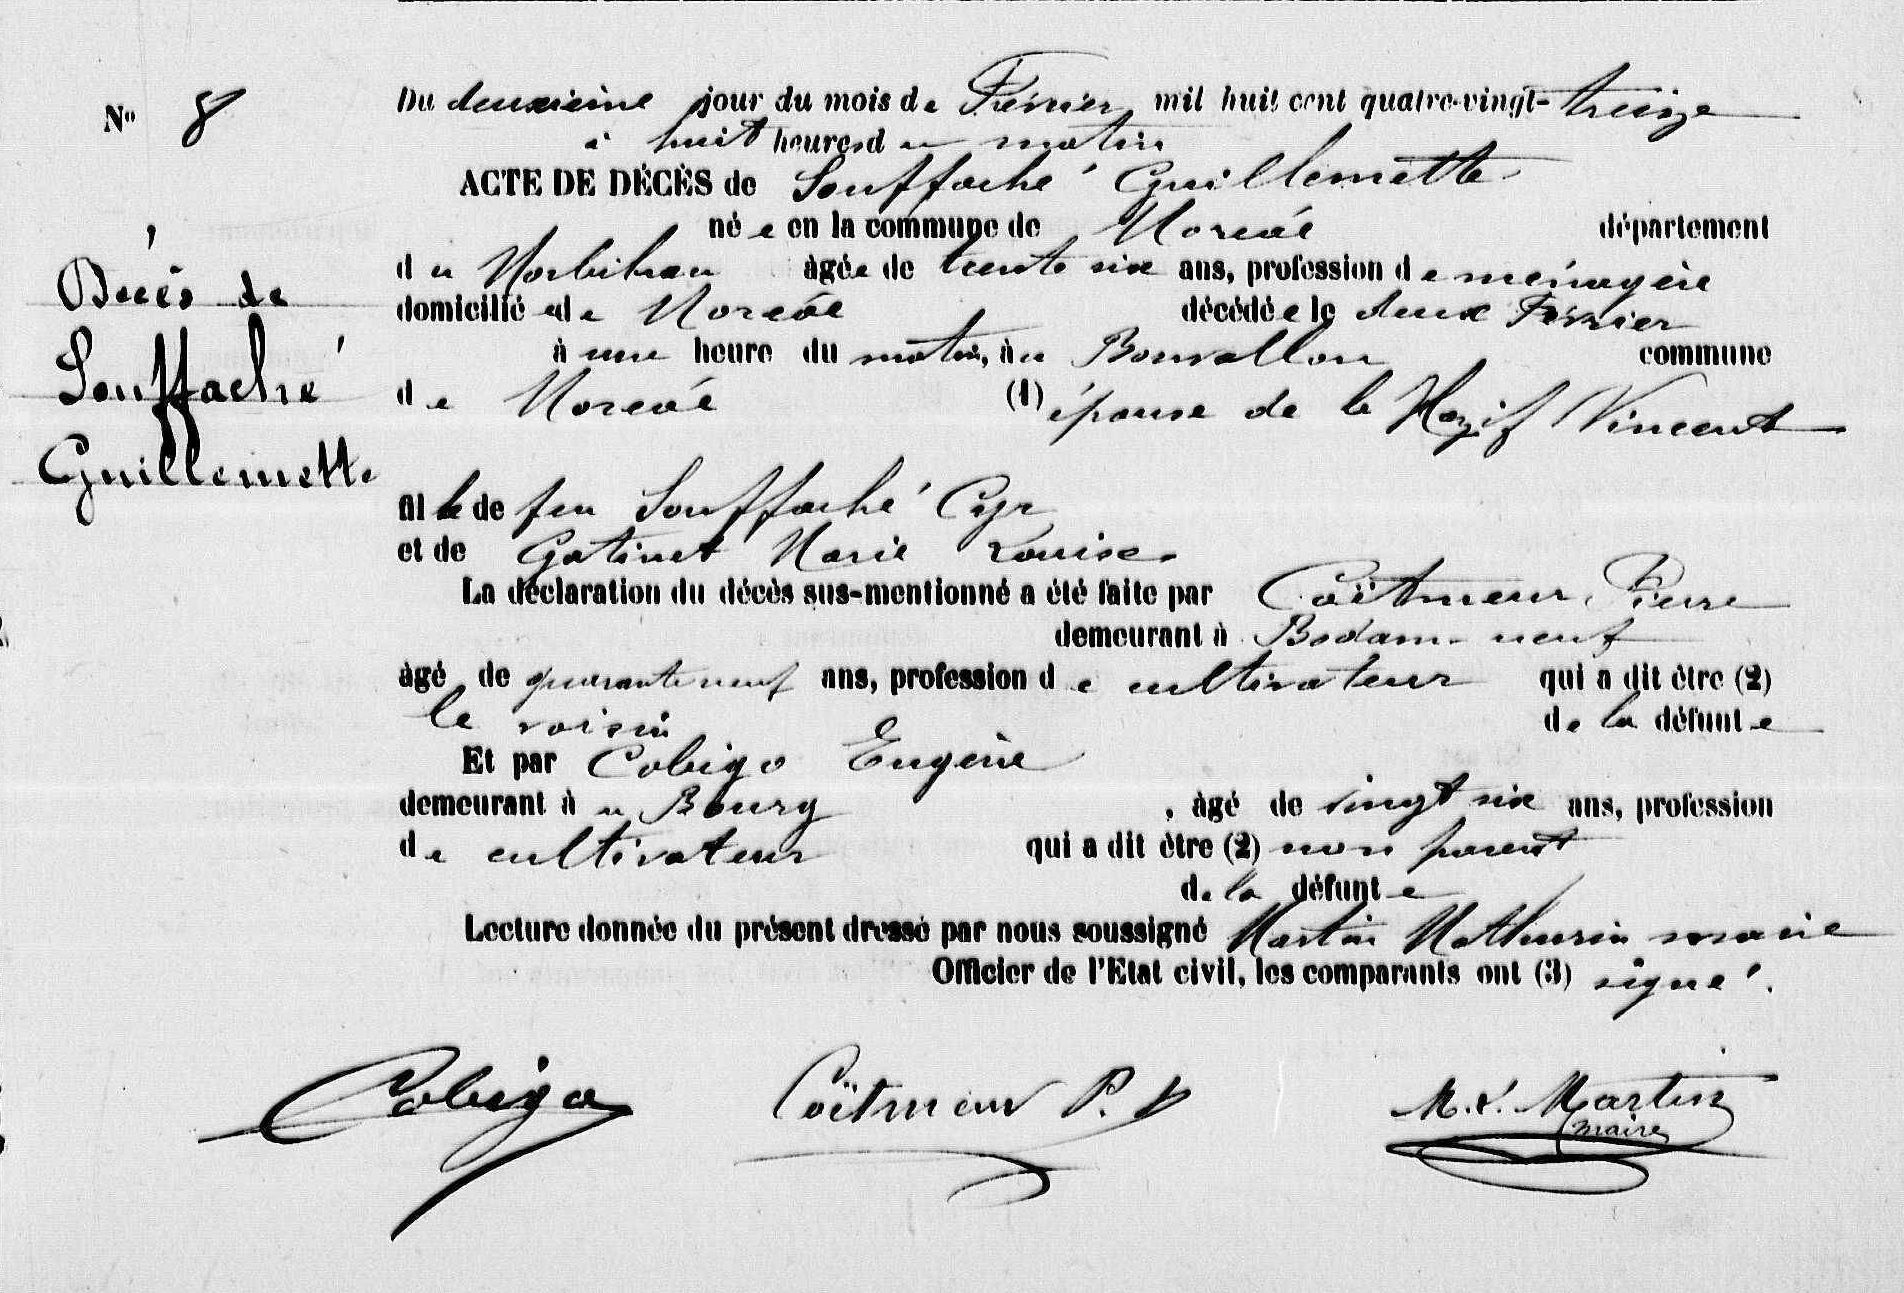 No 8
Décès de
Souffaché
Guillemette
Du deuxième jour du mois de Février mil huit cent quatre-vingt-treize
à huit heures du matin
ACTE DE DÉCÈS de Souffaché Guillemette
née en la commune de Moréac département
du Morbihan âgée de trente six ans, profession de ménagère
domiciliée de Moréac décédée le deux Février
à une heure du matin, au Bonvallon commune
de Moréac (1) épouse de le Hazif Vincent
fille de feu Souffaché Cyr
et de Gatinet Marie Louise
La déclaration du décès sus-mentionné a été faite par Coëtmeur Pierre
demeurant à Bodam neuf
âgé de quarante neuf ans, profession de cultivateur qui a dit être (2)
le voisin de la défunte
Et par Cobigo Eugène
demeurant à u Bourg, âgé de vingt six ans, profession
de cultivateur qui a dit être (2) non parent
de la défunte
Lecture donnée du présent dressé par nous soussigné Martin Mathurin maire
Officier de l'Etat civil, les comparants ont (3) signé.
Cobigo Coëtmeur P. M. Martin
maire